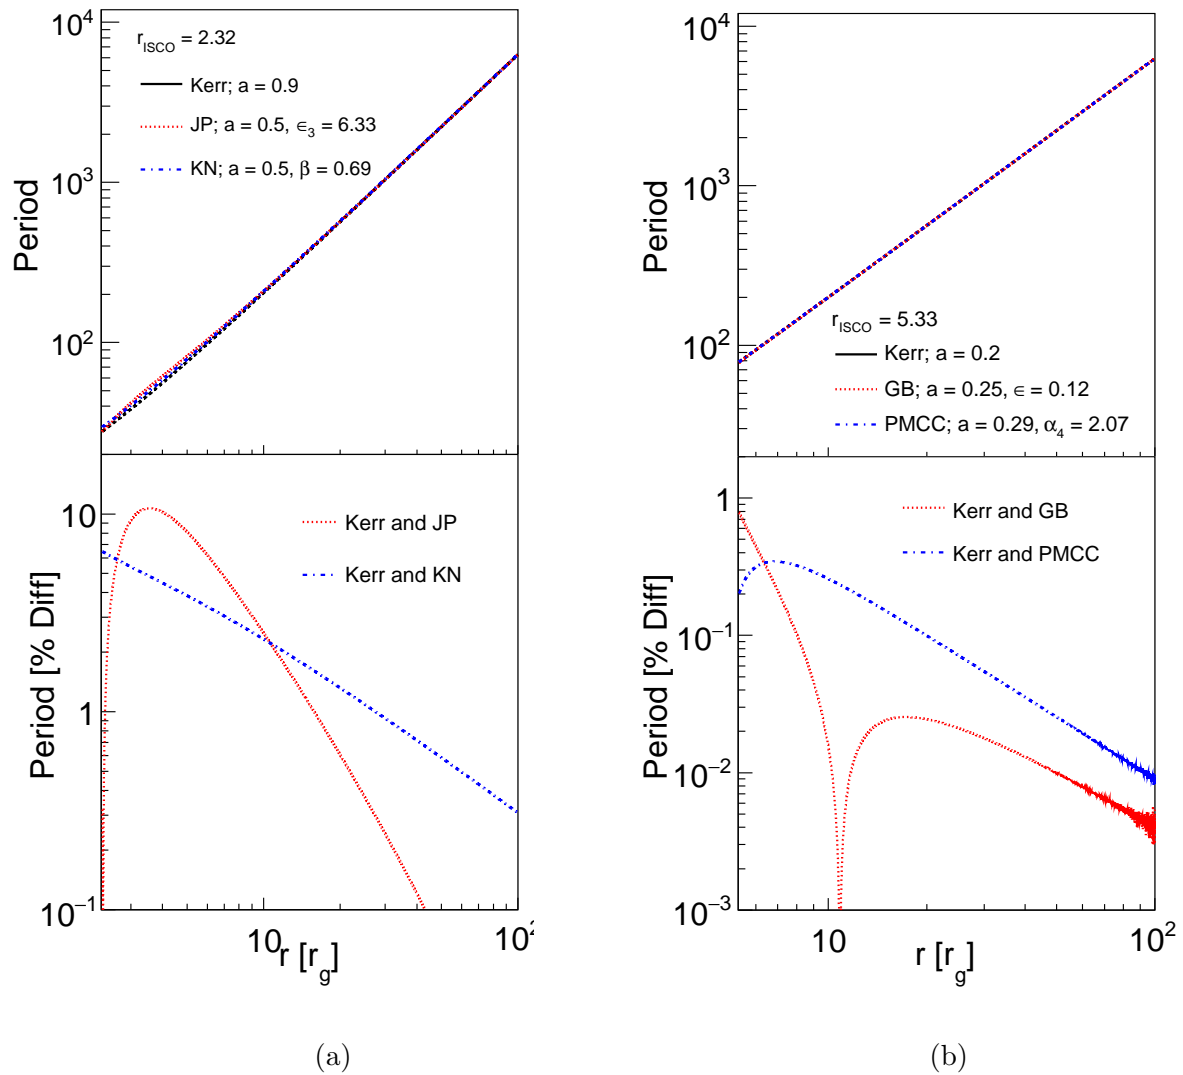 10^4
r_ISCO = 2.32
Kerr; a = 0.9
JP; a = 0.5, ϵ_3 = 6.33
KN; a = 0.5, β = 0.69
10^3
10^2
Period
10
1
10^−1
Kerr and JP
Kerr and KN
Period [% Diff]
10
10^2
r [r_g]
(a)
10^4
10^3
10^2
Period
r_ISCO = 5.33
Kerr; a = 0.2
GB; a = 0.25, ϵ = 0.12
PMCC; a = 0.29, α_4 = 2.07
1
10^−1
10^−2
10^−3
Kerr and GB
Kerr and PMCC
Period [% Diff]
10
10^2
r [r_g]
(b)